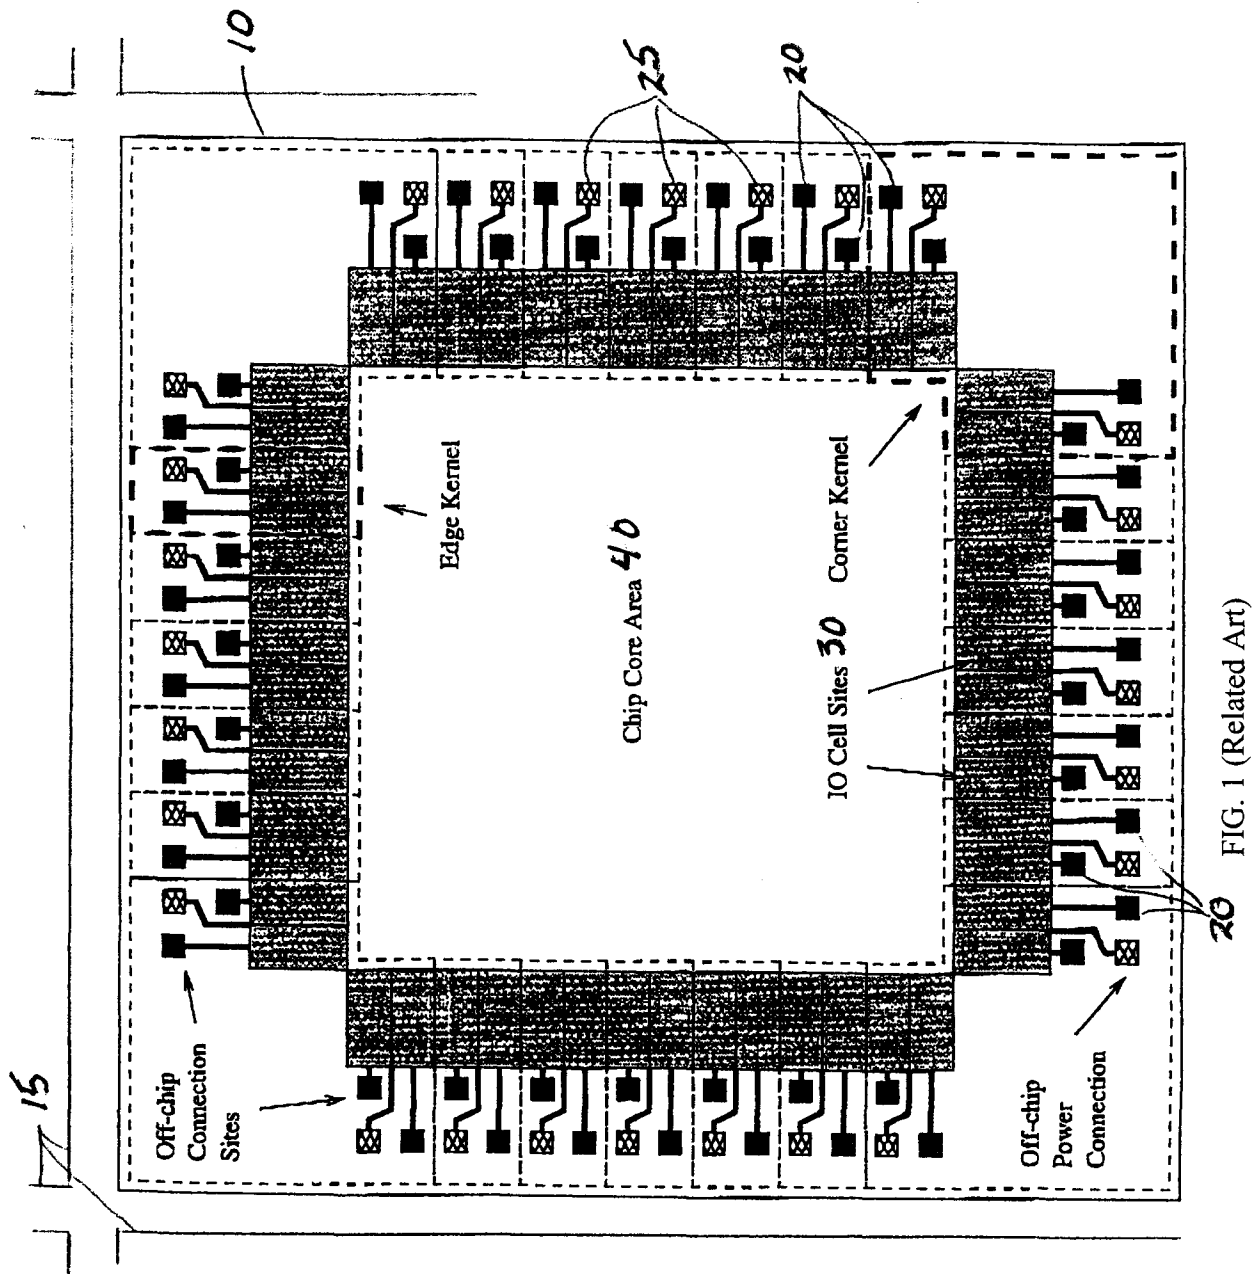 15
10
25
20
Off-chip
Connection
Sites
Edge Kernel
Chip Core Area 40
IO Cell Sites 30
Corner Kernel
Off-chip
Power
Connection
20
FIG. 1 (Related Art)